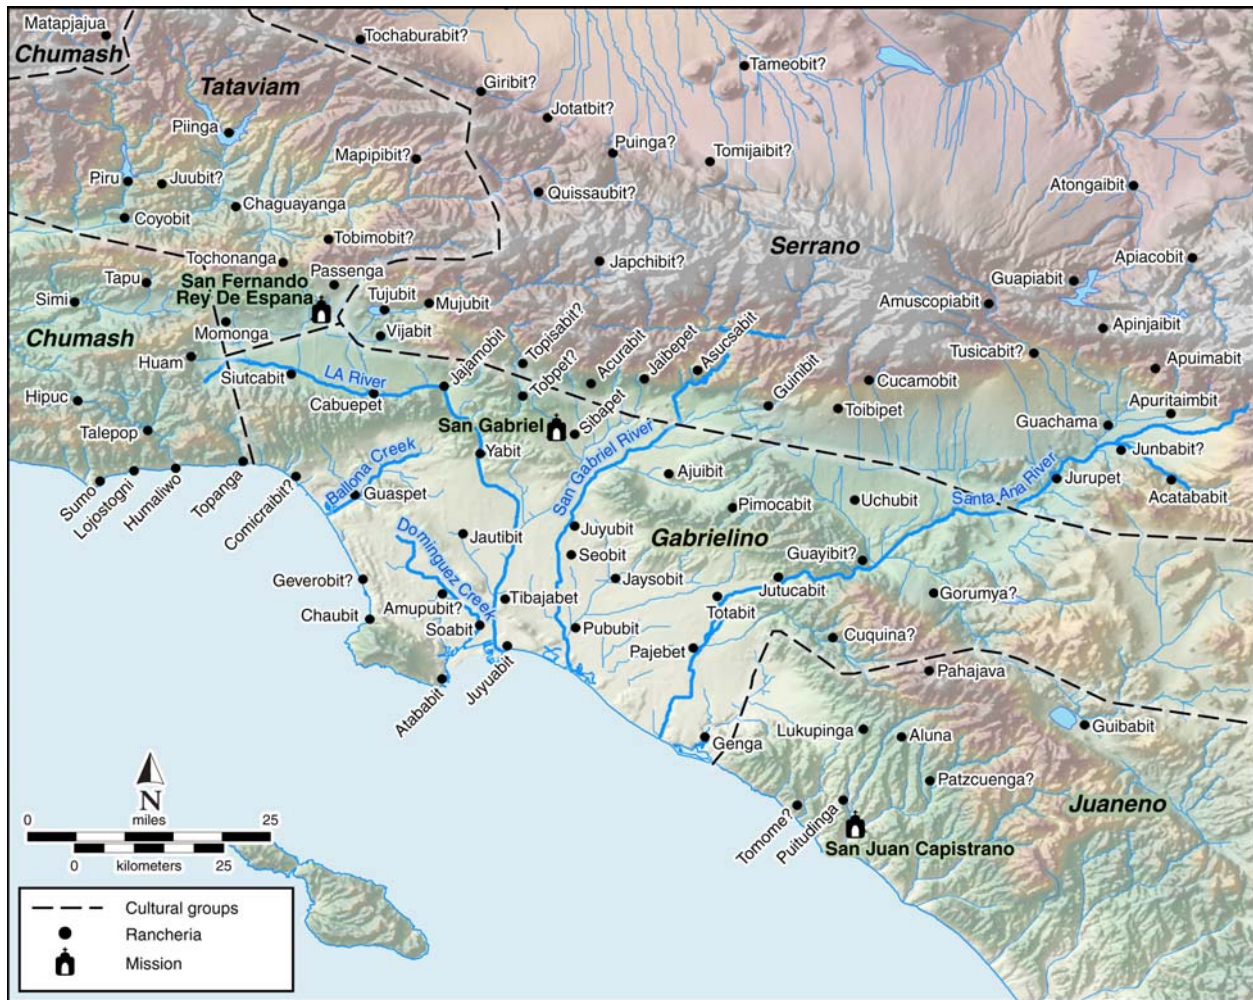 Matapjajua
Chumash
Tochaburabit?
Tameobit?
Tataviam
Giribit?
Jotatbit?
Piinga
Puinga?
Mapipibit?
Tomijaibit?
Piru
Juubit?
Quissaubit?
Atongaibit
Chaguayanga
Coyobit
Tobimobit?
Serrano
Tochonanga
Japchibit?
Apiacobit
Tapu
San Fernando
Rey De Espana
Passenga
Guapiabit
Simi
Tujubit
Mujubit
Amuscopiabit
Momonga
Vijabit
Topisabit?
Apinjaibit
Chumash
Huam
Tobpet?
Acurabit
Jaibepet
Asucsabit
Tusicabit?
Apuimabit
Siutcabit
LA River
Jajamobit
Guinibit
Cucamobit
Hipuc
Cabuepet
Sibapet
Toibipet
Apuritaimbit
San Gabriel
Guachama
Talepop
Yabit
San Gabriel River
Junbabit?
Sumo
Lojostogni
Humaliwo
Topanga
Comicraibit?
Ballona Creek
Guaspet
Ajuibit
Santa Ana River
Jurupet
Acatababit
Pimocabit
Uchubit
Dominguez Creek
Jautibit
Juyubit
Gabrielino
Seobit
Guayibit?
Geverobit?
Jaysobit
Jutucabit
Amupubit?
Tibajabet
Totabit
Gorumya?
Chaubit
Soabit
Pububit
Cuquina?
Pajebet
Atababit
Juyuabit
Pahajava
Genga
Lukupinga
Aluna
Guibabit
Patzcuenga?
Juaneno
Tomome?
Puitudinga
San Juan Capistrano
N
0 miles 25
0 kilometers 25
Cultural groups
Rancheria
Mission